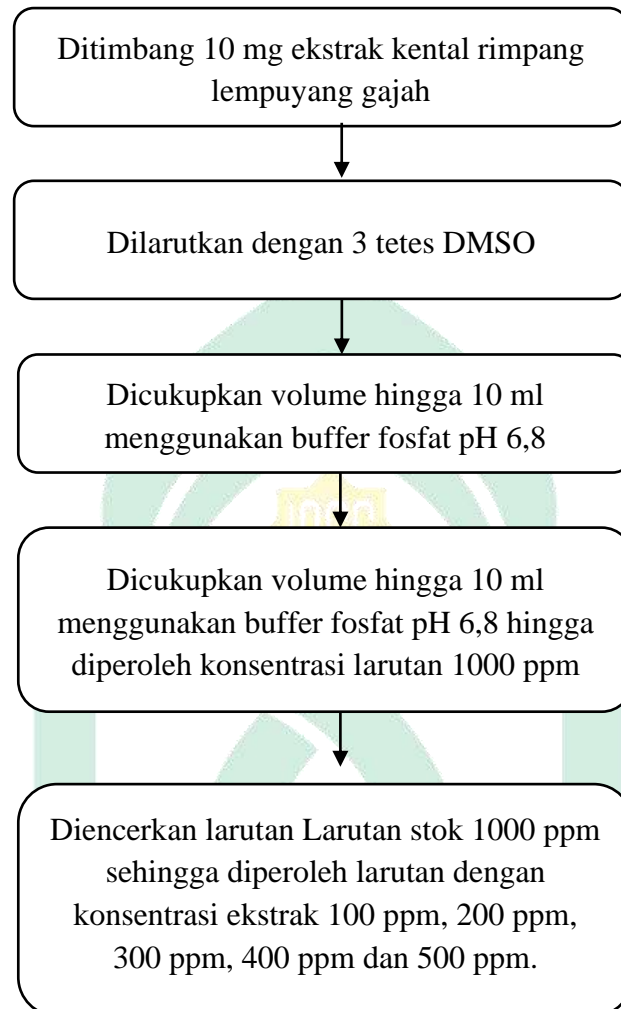 Ditimbang 10 mg ekstrak kental rimpang
lempuyang gajah
Dilarutkan dengan 3 tetes DMSO
Dicukupkan volume hingga 10 ml
menggunakan buffer fosfat pH 6,8
Dicukupkan volume hingga 10 ml
menggunakan buffer fosfat pH 6,8 hingga
diperoleh konsentrasi larutan 1000 ppm
Diencerkan larutan Larutan stok 1000 ppm
sehingga diperoleh larutan dengan
konsentrasi ekstrak 100 ppm, 200 ppm,
300 ppm, 400 ppm dan 500 ppm.